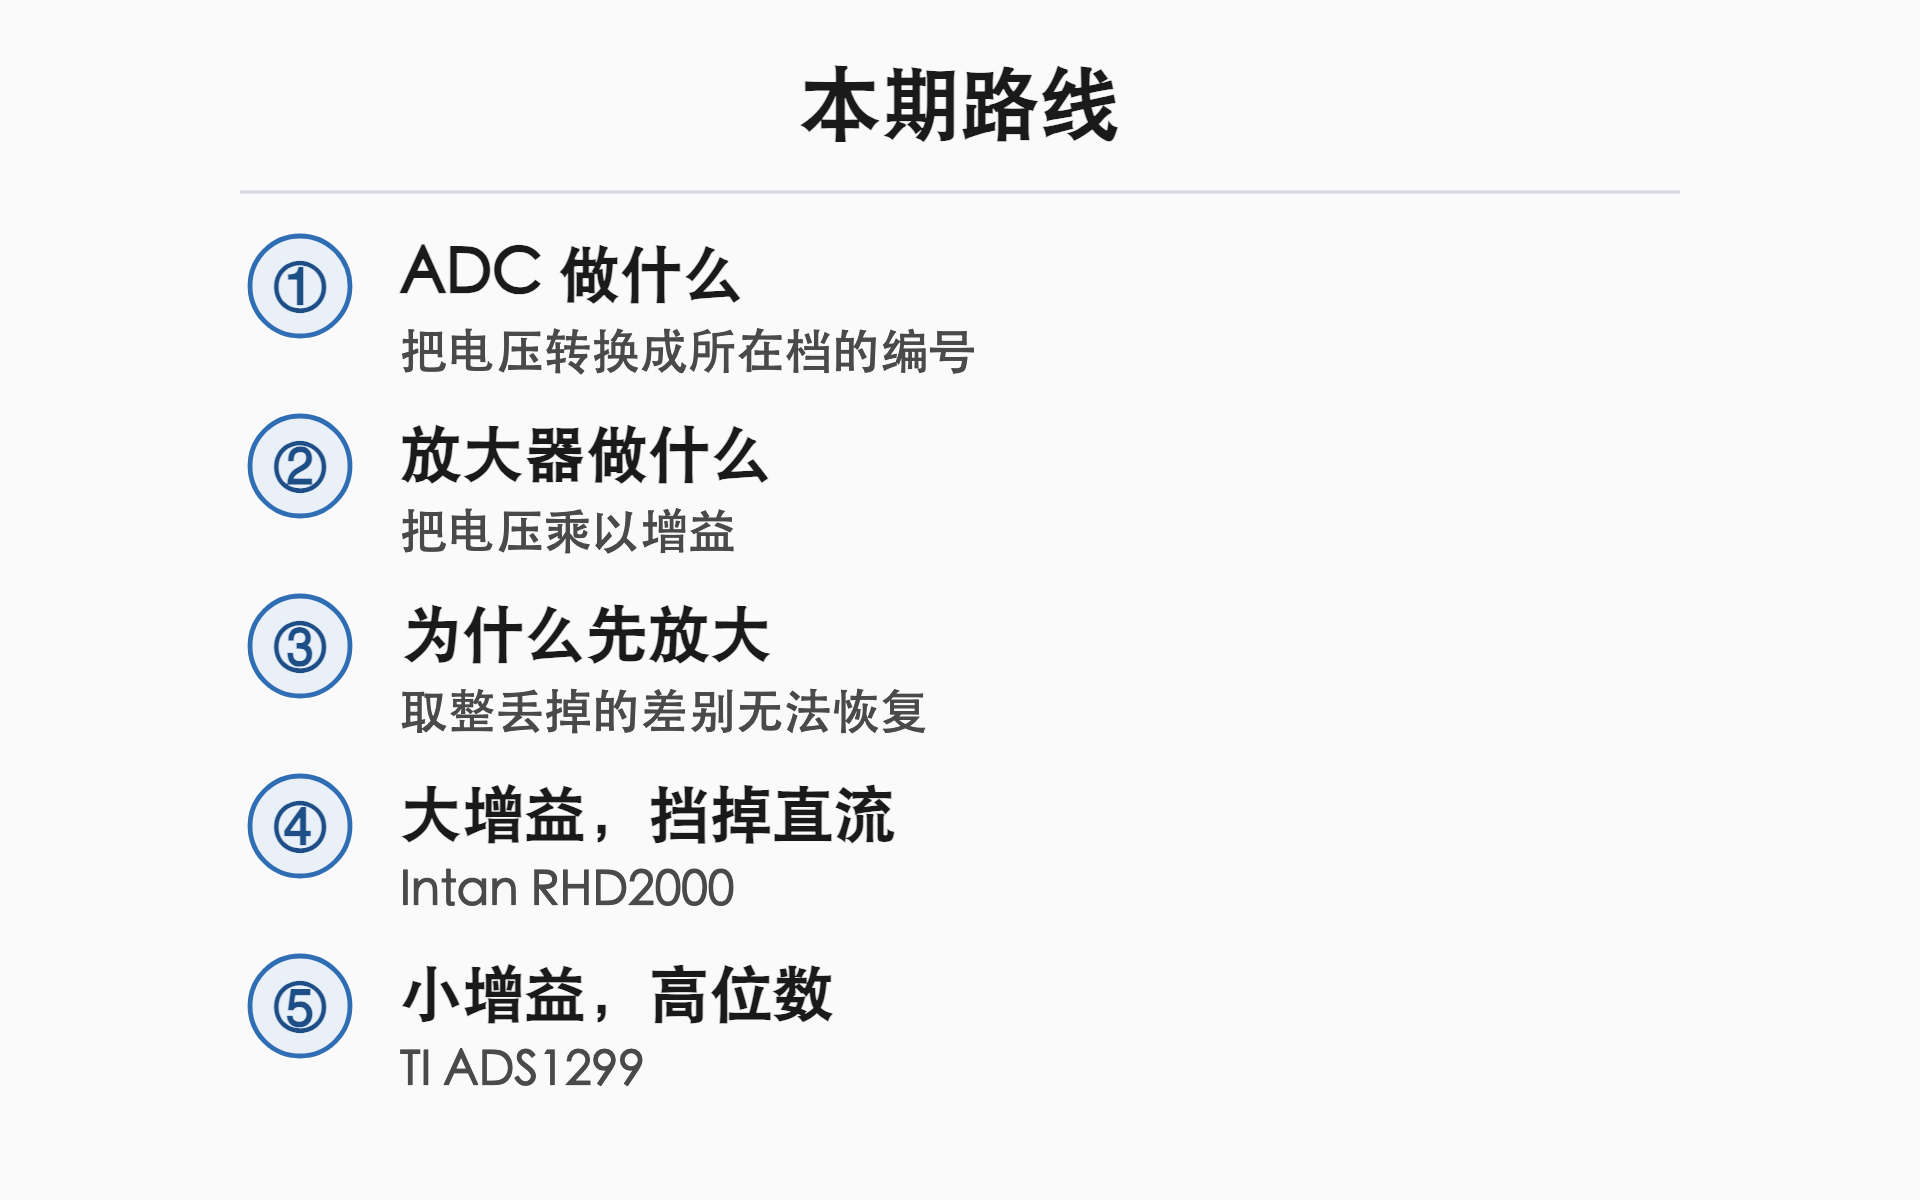 本期路线
① ADC 做什么
把电压转换成所在档的编号
② 放大器做什么
把电压乘以增益
③ 为什么先放大
取整丢掉的差别无法恢复
④ 大增益，挡掉直流
Intan RHD2000
⑤ 小增益，高位数
TI ADS1299